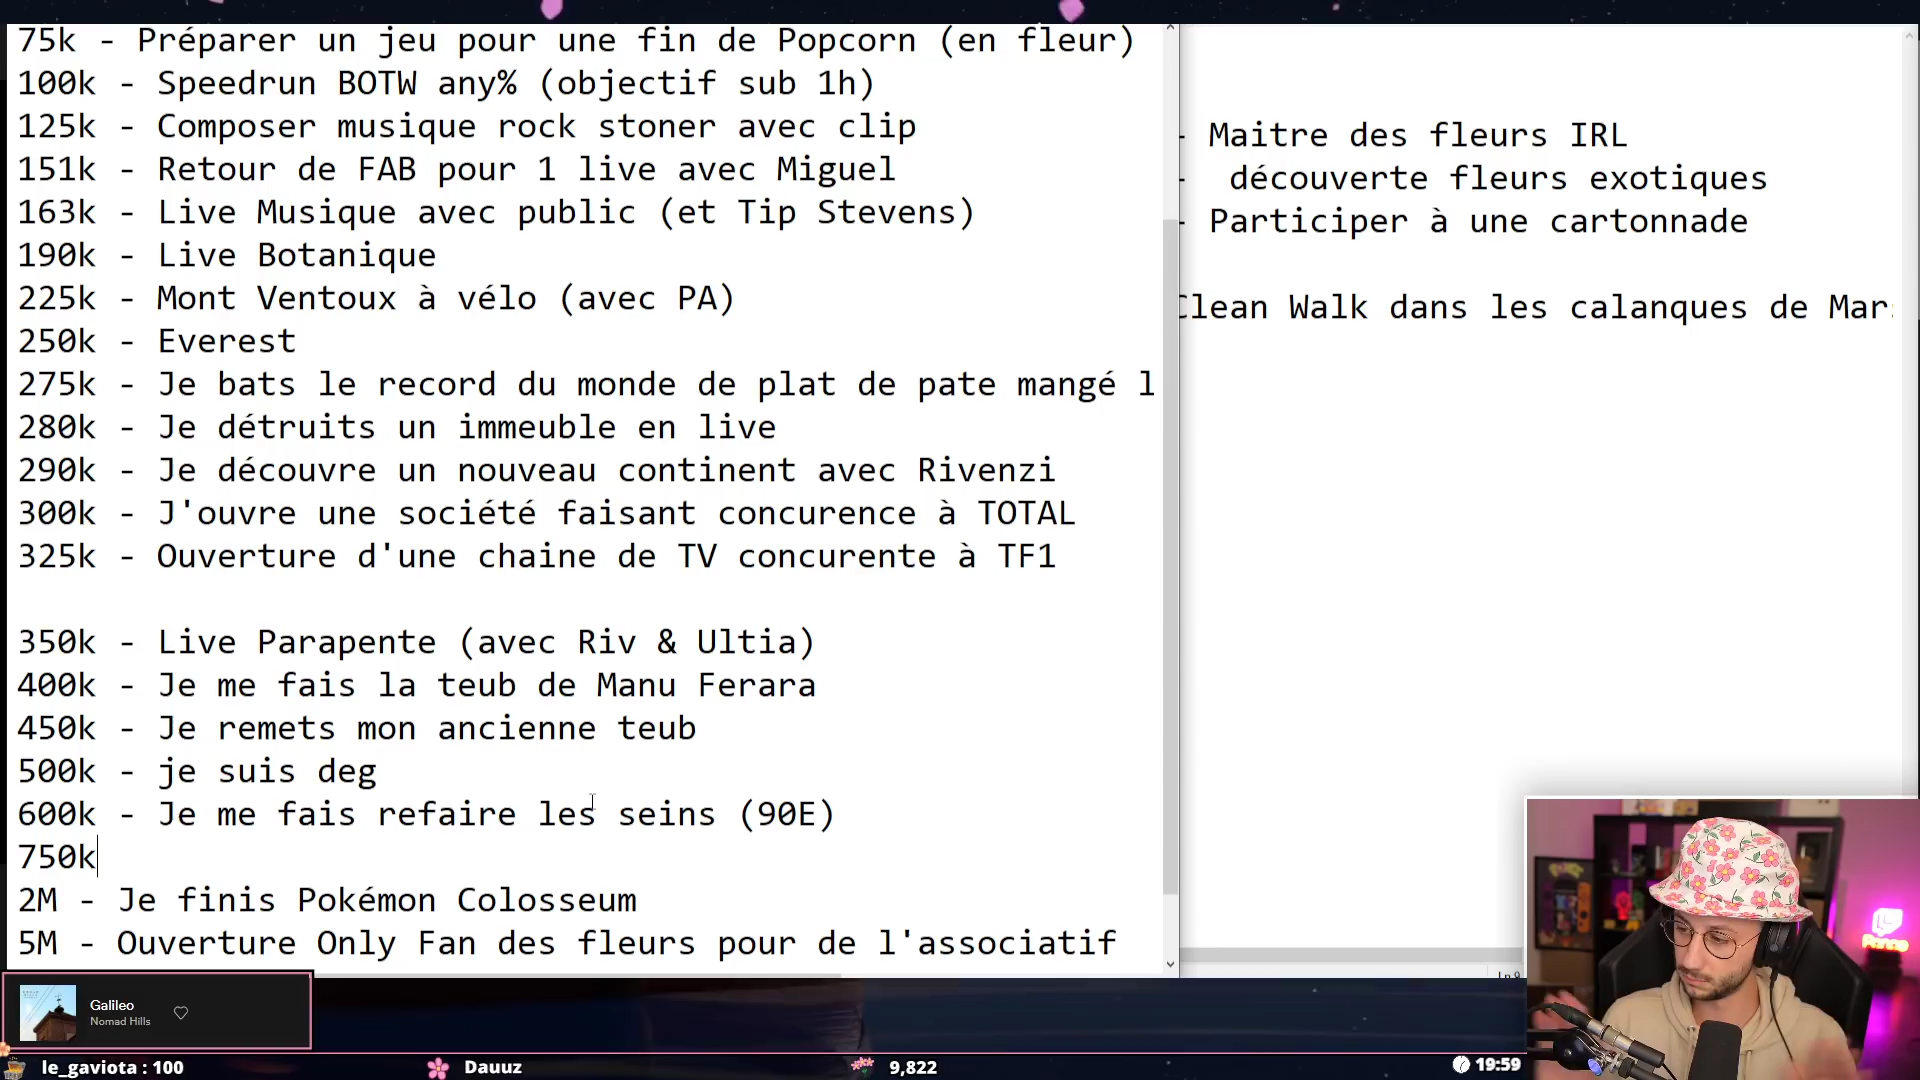 75k - Préparer un jeu pour une fin de Popcorn (en fleur)
100k - Speedrun BOTW any% (objectif sub 1h)
125k - Composer musique rock stoner avec clip
151k - Retour de FAB pour 1 live avec Miguel
163k - Live Musique avec public (et Tip Stevens)
190k - Live Botanique
225k - Mont Ventoux à vélo (avec PA)
250k - Everest
275k - Je bats le record du monde de plat de pate mangé l
280k - Je détruits un immeuble en live
290k - Je découvre un nouveau continent avec Rivenzi
300k - J'ouvre une société faisant concurence à TOTAL
325k - Ouverture d'une chaine de TV concurente à TF1
350k - Live Parapente (avec Riv & Ultia)
400k - Je me fais la teub de Manu Ferara
450k - Je remets mon ancienne teub
500k - je suis deg
600k - Je me fais refaire les seins (90E)
750k
2M - Je finis Pokémon Colosseum
5M - Ouverture Only Fan des fleurs pour de l'associatif
- Maitre des fleurs IRL
- découverte fleurs exotiques
- Participer à une cartonnade
Clean Walk dans les calanques de Mar
Galileo
Nomad Hills
le_gaviota : 100
Dauuz
9,822
19:59